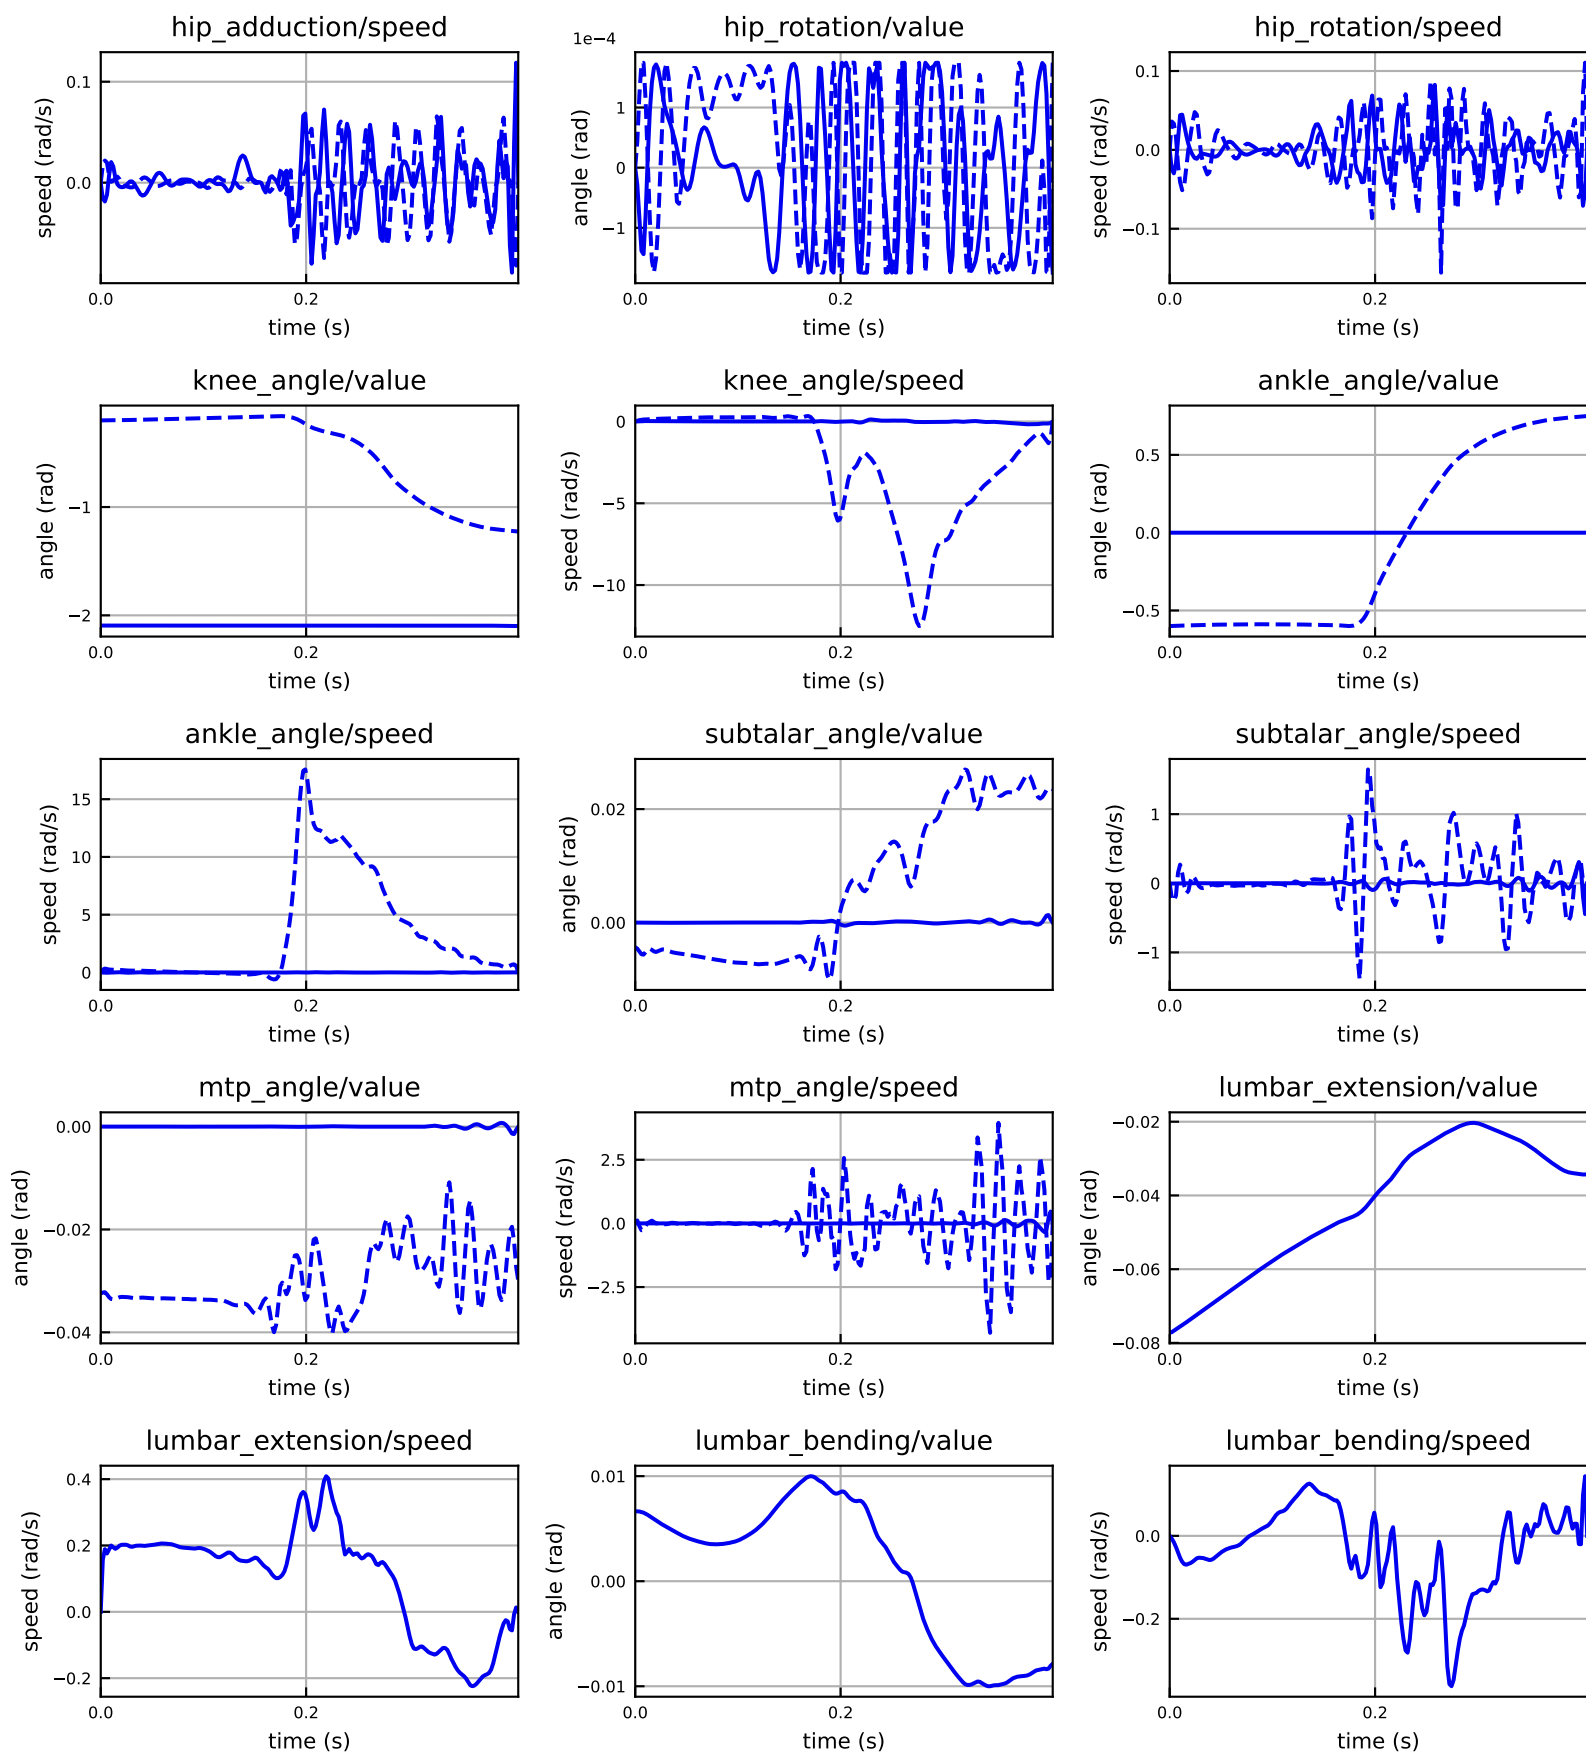 hip_adduction/speed
speed (rad/s)
0.1
0.0
0.0 0.2
time (s)
hip_rotation/value
1e−4
angle (rad)
1
0
−1
0.0 0.2
time (s)
hip_rotation/speed
speed (rad/s)
0.1
0.0
−0.1
0.0 0.2
time (s)
knee_angle/value
angle (rad)
−1
−2
0.0 0.2
time (s)
knee_angle/speed
speed (rad/s)
0
−5
−10
0.0 0.2
time (s)
ankle_angle/value
angle (rad)
0.5
0.0
−0.5
0.0 0.2
time (s)
ankle_angle/speed
speed (rad/s)
15
10
5
0
0.0 0.2
time (s)
subtalar_angle/value
angle (rad)
0.02
0.00
0.0 0.2
time (s)
subtalar_angle/speed
speed (rad/s)
1
0
−1
0.0 0.2
time (s)
mtp_angle/value
angle (rad)
0.00
−0.02
−0.04
0.0 0.2
time (s)
mtp_angle/speed
speed (rad/s)
2.5
0.0
−2.5
0.0 0.2
time (s)
lumbar_extension/value
angle (rad)
−0.02
−0.04
−0.06
−0.08
0.0 0.2
time (s)
lumbar_extension/speed
speed (rad/s)
0.4
0.2
0.0
−0.2
0.0 0.2
time (s)
lumbar_bending/value
angle (rad)
0.01
0.00
−0.01
0.0 0.2
time (s)
lumbar_bending/speed
speed (rad/s)
0.0
−0.2
0.0 0.2
time (s)